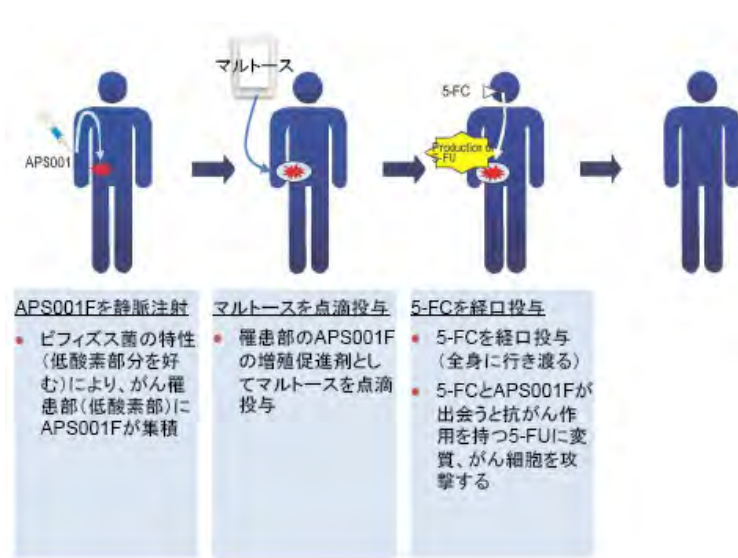 マルトース
5-FC
APS001
Production of
5-FU
APS001Fを静脈注射
• ビフィズス菌の特性
（低酸素部分を好
む）により、がん罹
患部（低酸素部）に
APS001Fが集積
マルトースを点滴投与
• 罹患部のAPS001F
の増殖促進剤とし
てマルトースを点滴
投与
5-FCを経口投与
• 5-FCを経口投与
（全身に行き渡る）
• 5-FCとAPS001Fが
出会うと抗がん作
用を持つ5-FUに変
質、がん細胞を攻
撃する